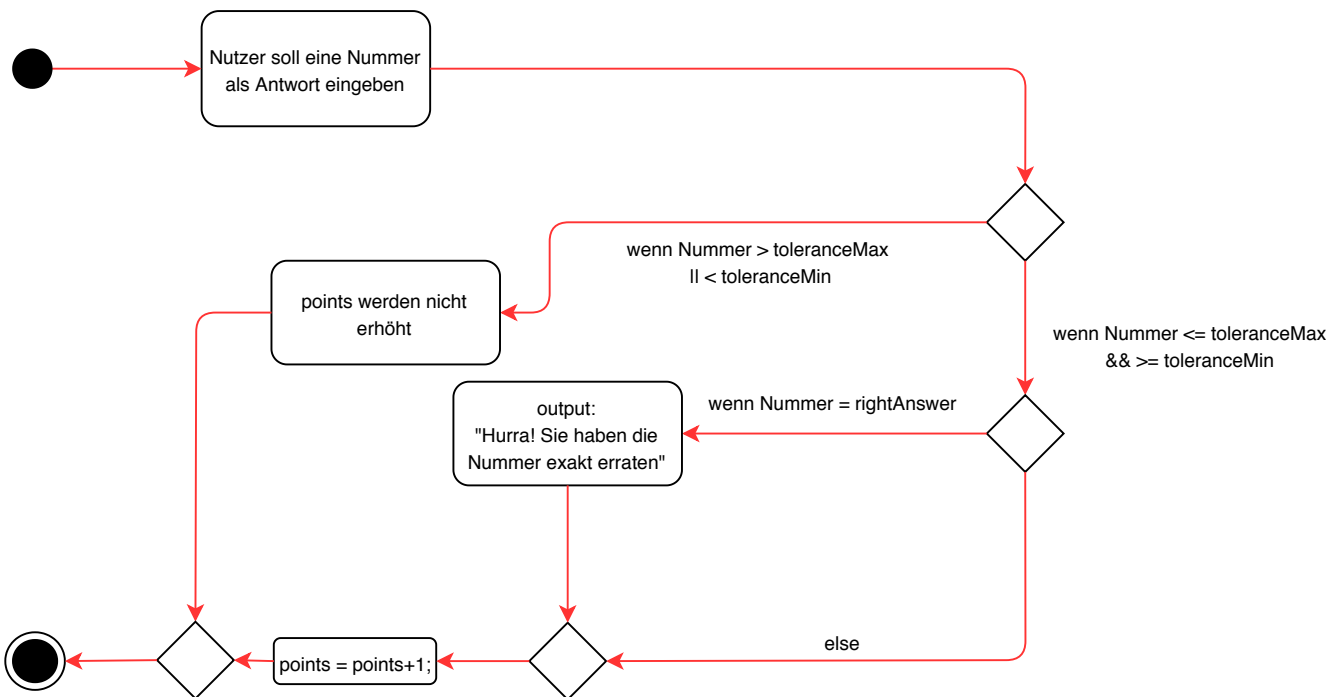 Nutzer soll eine Nummer
als Antwort eingeben
wenn Nummer > toleranceMax
|| < toleranceMin
points werden nicht
erhöht
wenn Nummer <= toleranceMax
&& >= toleranceMin
output:
"Hurra! Sie haben die
Nummer exakt erraten"
wenn Nummer = rightAnswer
else
points = points+1;